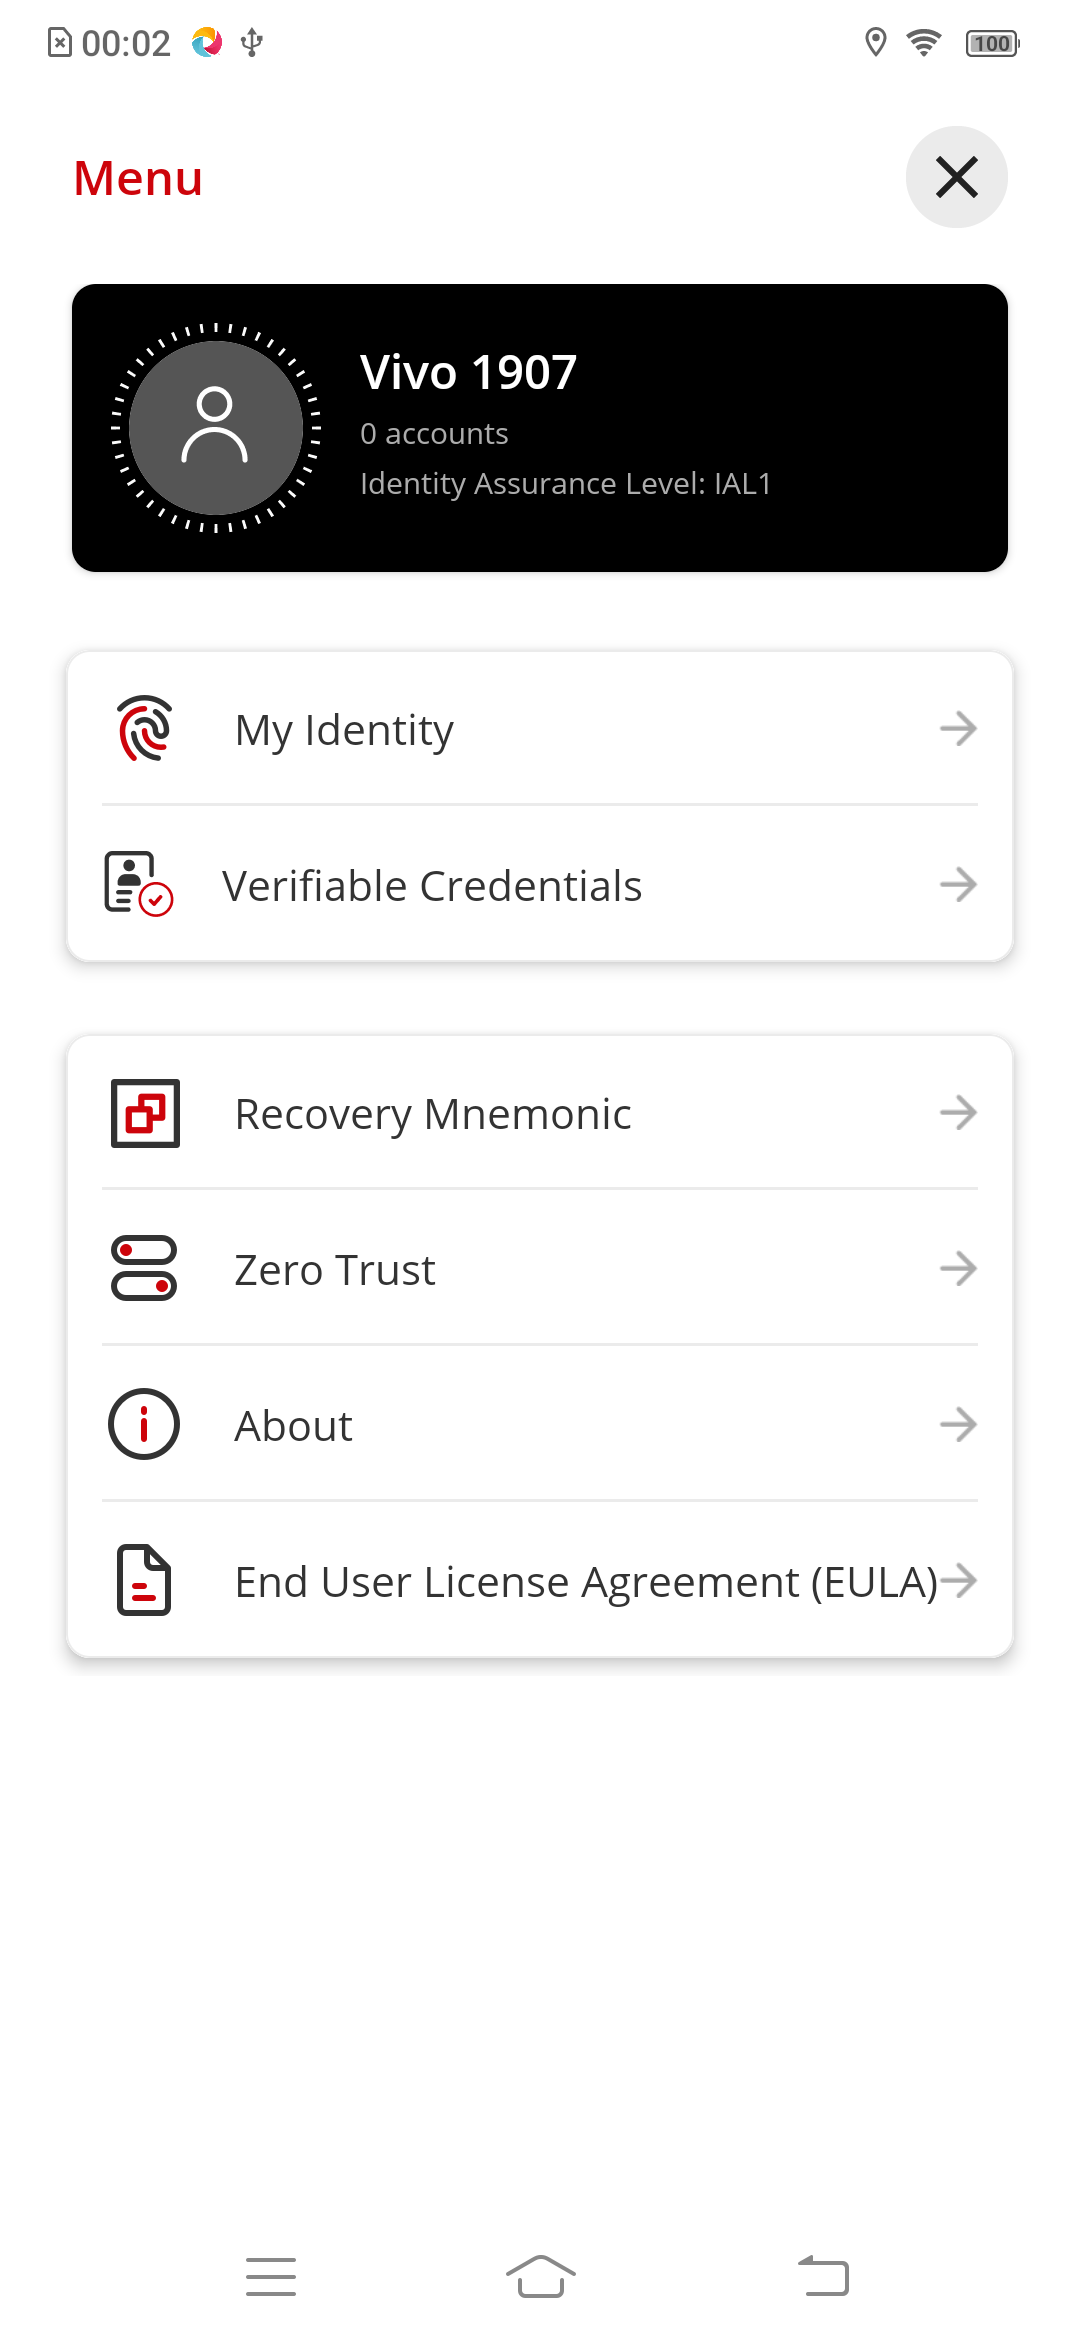 00:02
100
Menu
Vivo 1907
0 accounts
Identity Assurance Level: IAL1
My Identity
Verifiable Credentials
Recovery Mnemonic
Zero Trust
About
End User License Agreement (EULA)